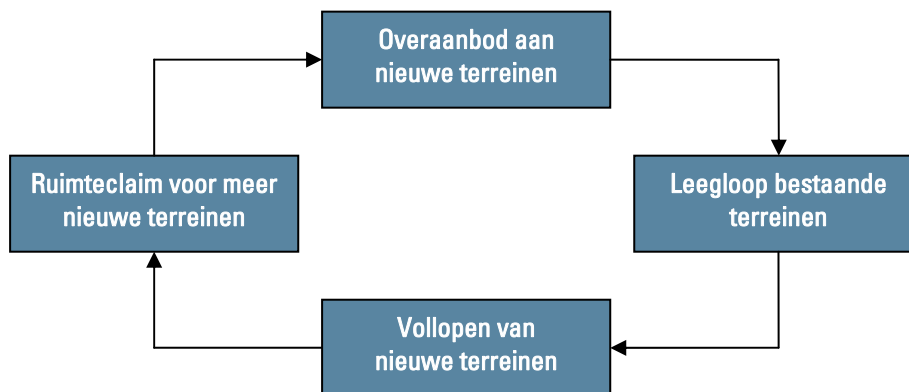 Overaanbod aan
nieuwe terreinen
Ruimteclaim voor meer
nieuwe terreinen
Leegloop bestaande
terreinen
Vollopen van
nieuwe terreinen